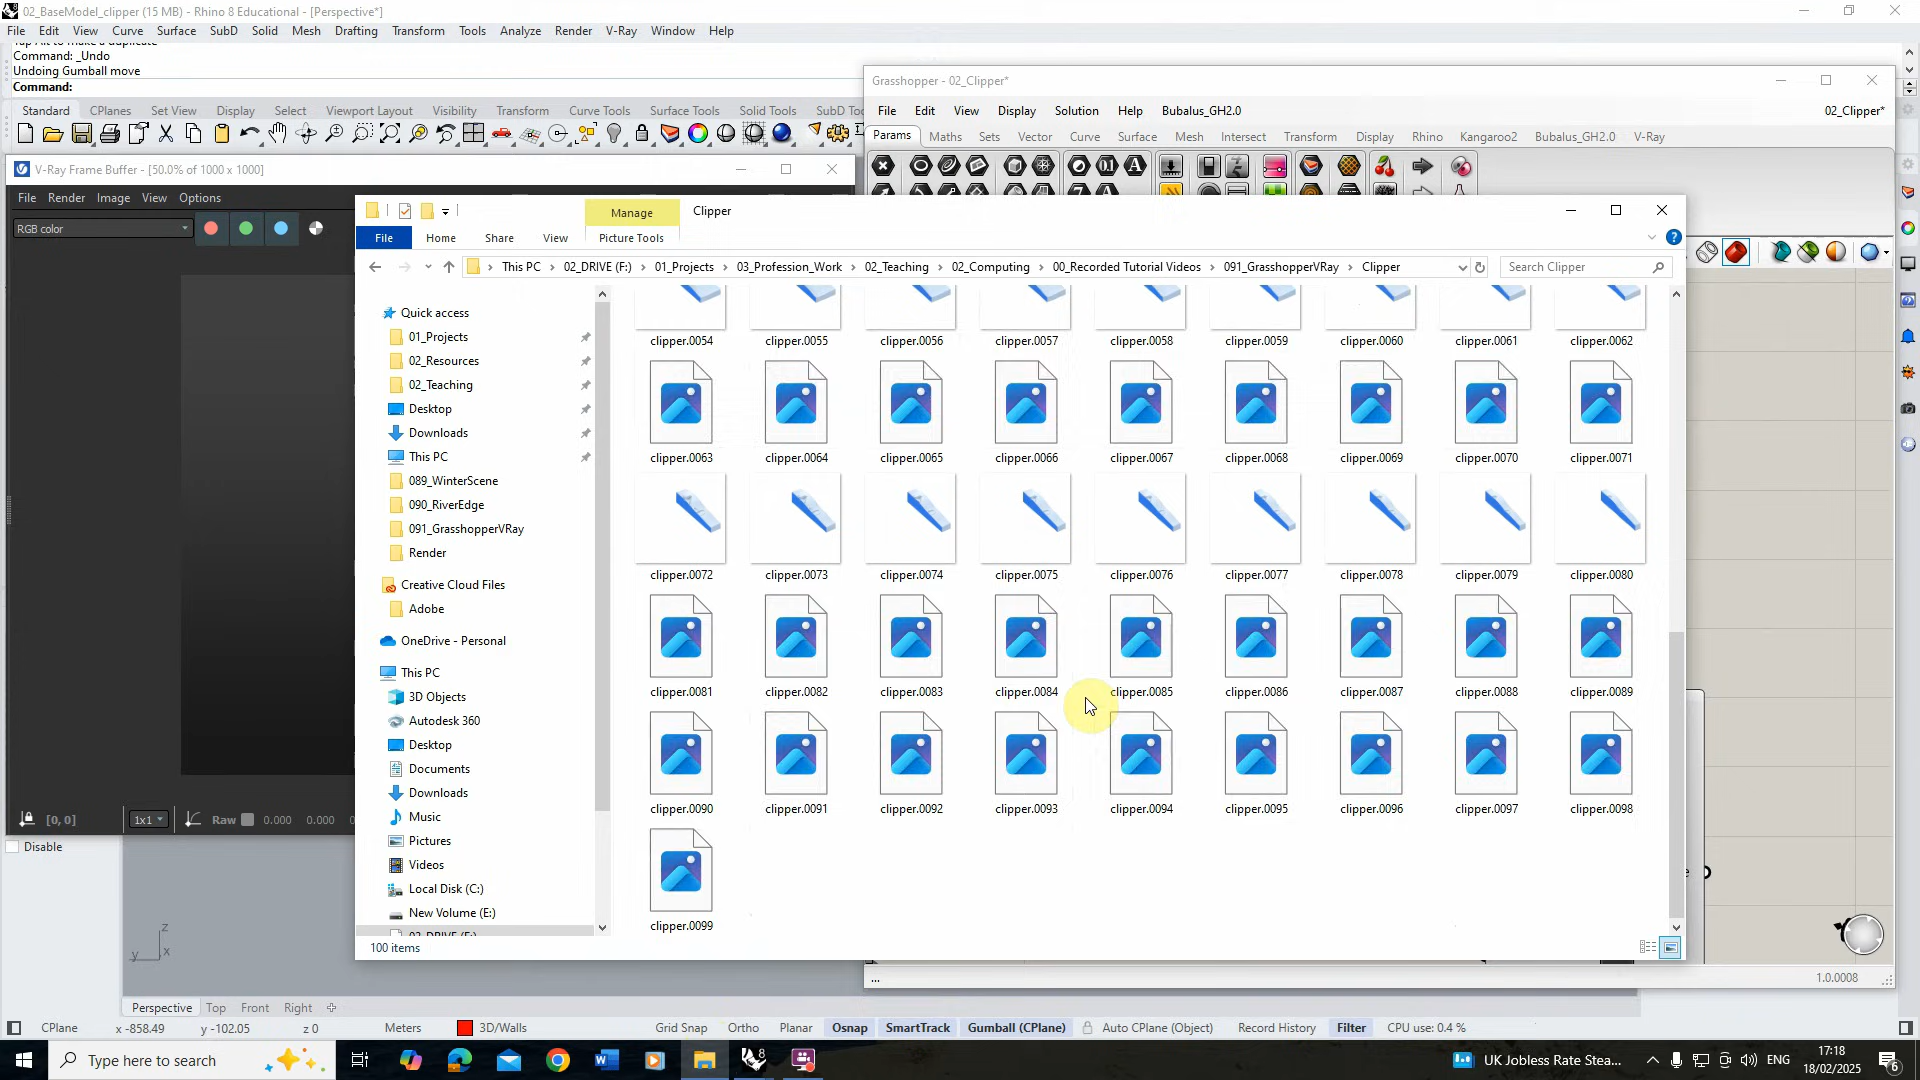 02_BaseModel_clipper (15 MB) - Rhino 8 Educational - [Perspective*]
File Edit View Curve Surface SubD Solid Mesh Drafting Transform Tools Analyze Render V-Ray Window Help
Command: _Undo
Undoing Gumball move
Command:
Standard CPlanes Set View Display Select Viewport Layout Visibility Transform Curve Tools Surface Tools Solid Tools SubD
Grasshopper - 02_Clipper*
File Edit View Display Solution Help Bubalus_GH2.0 02_Clipper*
Params Maths Sets Vector Curve Surface Mesh Intersect Transform Display Rhino Kangaroo2 Bubalus_GH2.0 V-Ray
V-Ray Frame Buffer - [50.0% of 1000 x 1000]
File Render Image View Options
RGB color
Manage Clipper
File Home Share View Picture Tools
This PC 02_DRIVE (F:) 01_Projects 03_Profession_Work 02_Teaching 02_Computing 00_Recorded Tutorial Videos 091_GrasshopperVRay Clipper Search Clipper
Quick access
01_Projects
02_Resources
02_Teaching
Desktop
Downloads
This PC
089_WinterScene
090_RiverEdge
091_GrasshopperVRay
Render
Creative Cloud Files
Adobe
OneDrive - Personal
This PC
3D Objects
Autodesk 360
Desktop
Documents
Downloads
Music
Pictures
Videos
Local Disk (C:)
New Volume (E:)
clipper.0054 clipper.0055 clipper.0056 clipper.0057 clipper.0058 clipper.0059 clipper.0060 clipper.0061 clipper.0062
clipper.0063 clipper.0064 clipper.0065 clipper.0066 clipper.0067 clipper.0068 clipper.0069 clipper.0070 clipper.0071
clipper.0072 clipper.0073 clipper.0074 clipper.0075 clipper.0076 clipper.0077 clipper.0078 clipper.0079 clipper.0080
clipper.0081 clipper.0082 clipper.0083 clipper.0084 clipper.0085 clipper.0086 clipper.0087 clipper.0088 clipper.0089
clipper.0090 clipper.0091 clipper.0092 clipper.0093 clipper.0094 clipper.0095 clipper.0096 clipper.0097 clipper.0098
clipper.0099
100 items
[0, 0] 1x1 Raw 0.000 0.000
Disable
1.0.0008
z
y x
Perspective Top Front Right
CPlane x -858.49 y -102.05 z 0 Meters 3D/Walls Grid Snap Ortho Planar Osnap SmartTrack Gumball (CPlane) Auto CPlane (Object) Record History Filter CPU use: 0.4 %
Type here to search
UK Jobless Rate Stea... ENG
17:18
18/02/2025
6